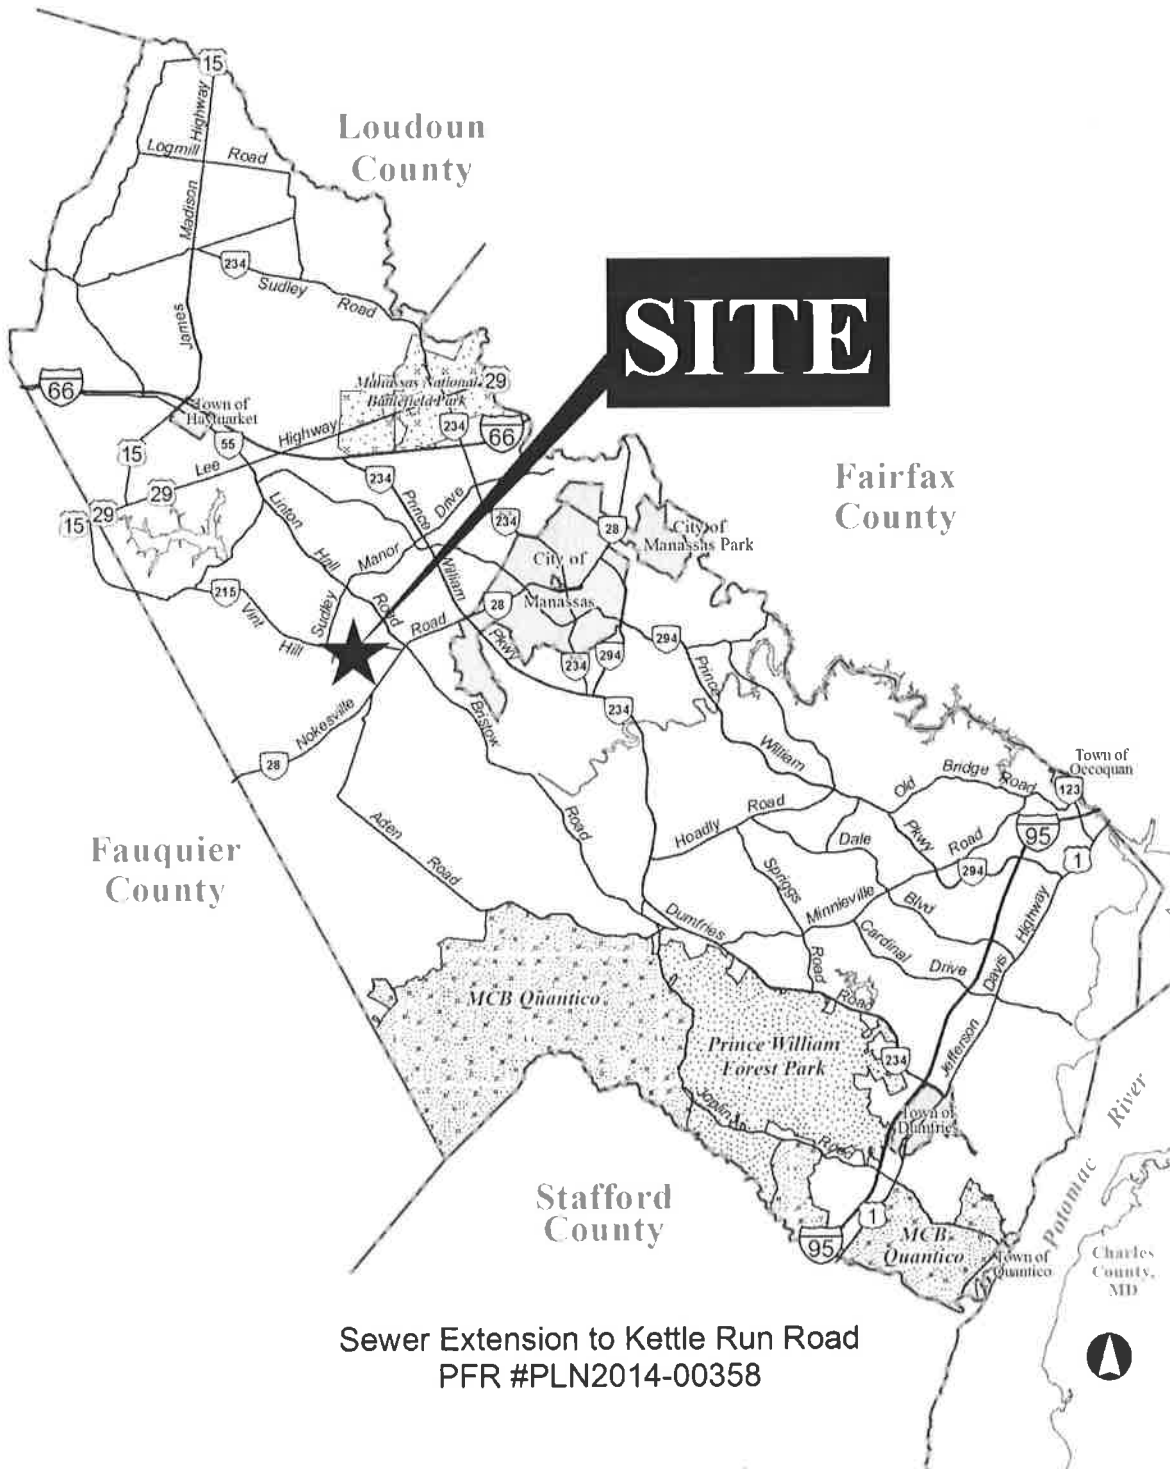 15
Loudoun
County
Logmill Road
James Madison Highway
234
Sudley Road
SITE
66
Manassas National
Battlefield Park
29
Town of
Haymarket
55
Lee Highway
234
66
15
29
15
29
234
Fairfax
County
Linton Hall Road
Prince William Pkwy
Sudley Manor Drive
234
28
City of
Manassas Park
City of
Manassas
215
Vint Hill
28
Road
294
234
294
234
Nokesville
28
Bristow Road
Prince William Pkwy
Town of
Occoquan
Old Bridge Road
123
95
1
Hoadly Road
Dale Blvd
294
Aden Road
Fauquier
County
Spriggs Road
Minnieville Road
Dumfries Road
Cardinal Drive
Jefferson Davis Highway
MCB Quantico
Prince William
Forest Park
234
Town of
Dumfries
Joplin Road
Potomac River
Stafford
County
1
95
MCB
Quantico
Town of
Quantico
Charles
County,
MD
Sewer Extension to Kettle Run Road
PFR #PLN2014-00358